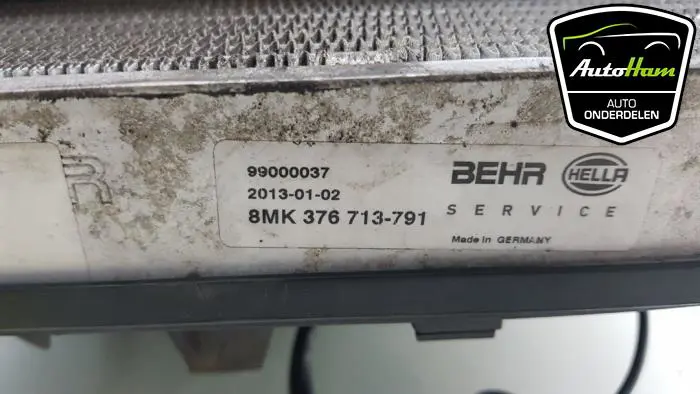 AutoHam
AUTO
ONDERDELEN
99000037
2013-01-02
8MK 376 713-791
BEHR HELLA
SERVICE
Made in GERMANY
R